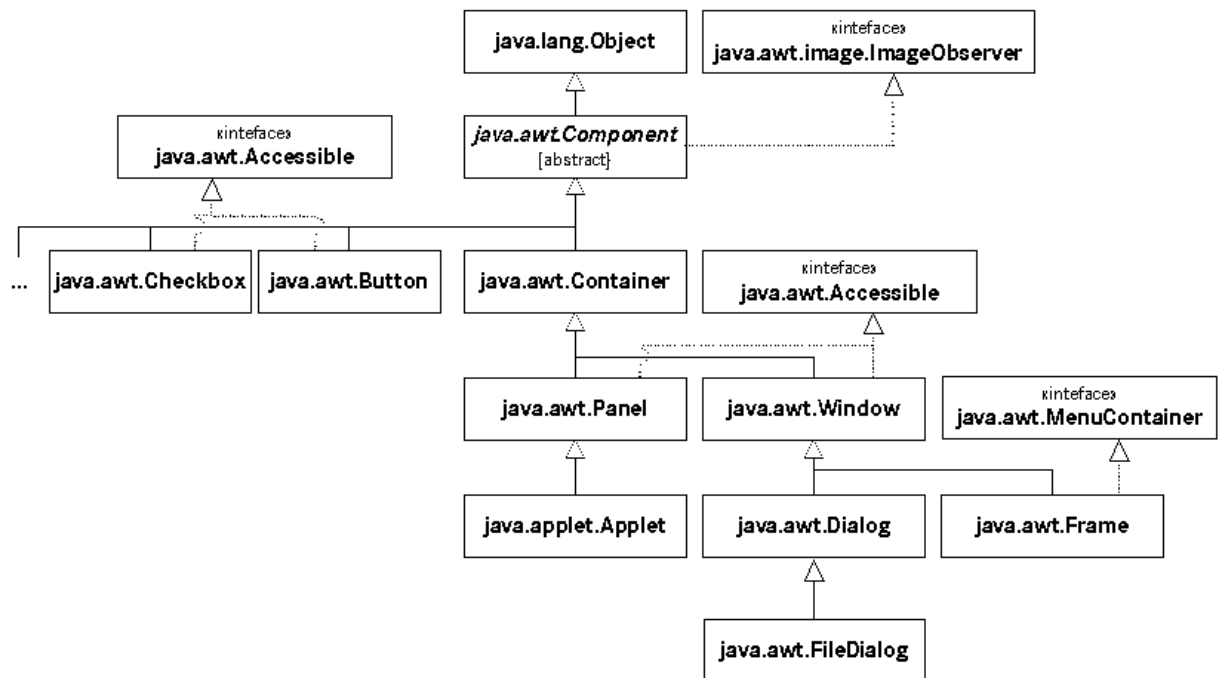 java.lang.Object
«inteface»
java.awt.image.ImageObserver
java.awt.Component
[abstract}
«inteface»
java.awt.Accessible
...
java.awt.Checkbox
java.awt.Button
java.awt.Container
«inteface»
java.awt.Accessible
java.awt.Panel
java.awt.Window
«inteface»
java.awt.MenuContainer
java.applet.Applet
java.awt.Dialog
java.awt.Frame
java.awt.FileDialog